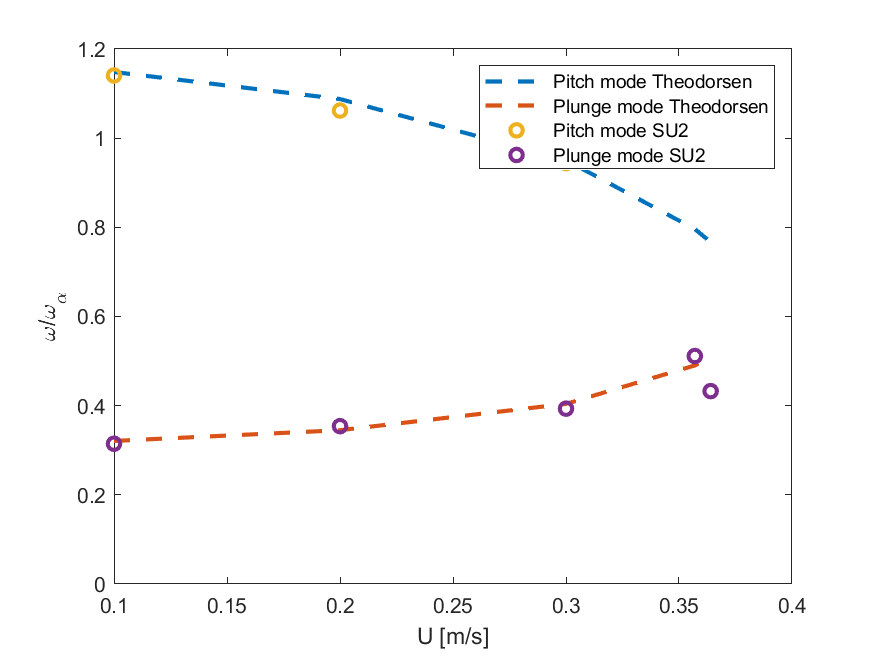 1.2
1
0.8
0.6
0.4
0.2
0
ω/ω_α
Pitch mode Theodorsen
Plunge mode Theodorsen
Pitch mode SU2
Plunge mode SU2
0.1
0.15
0.2
0.25
0.3
0.35
0.4
U [m/s]